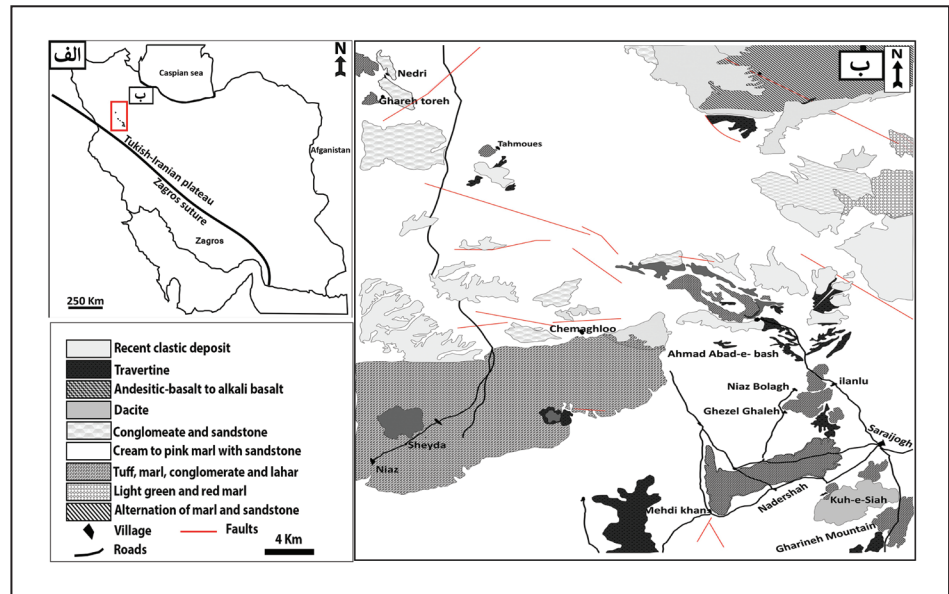 الف
N
Caspian sea
ب
Afganistan
Tukish-Iranian plateau
Zagros suture
Zagros
250 Km
Recent clastic deposit
Travertine
Andesitic-basalt to alkali basalt
Dacite
Conglomeate and sandstone
Cream to pink marl with sandstone
Tuff, marl, conglomerate and lahar
Light green and red marl
Alternation of marl and sandstone
Village
Faults
Roads
4 Km
ب
N
Nedri
Ghareh toreh
Tahmoues
Chemaghloo
Ahmad Abad-e- bash
Niaz Bolagh
ilanlu
Ghezel Ghaleh
Saraijogh
Sheyda
Niaz
Nadershah
Kuh-e-Siah
Mehdi khan
Gharineh Mountain